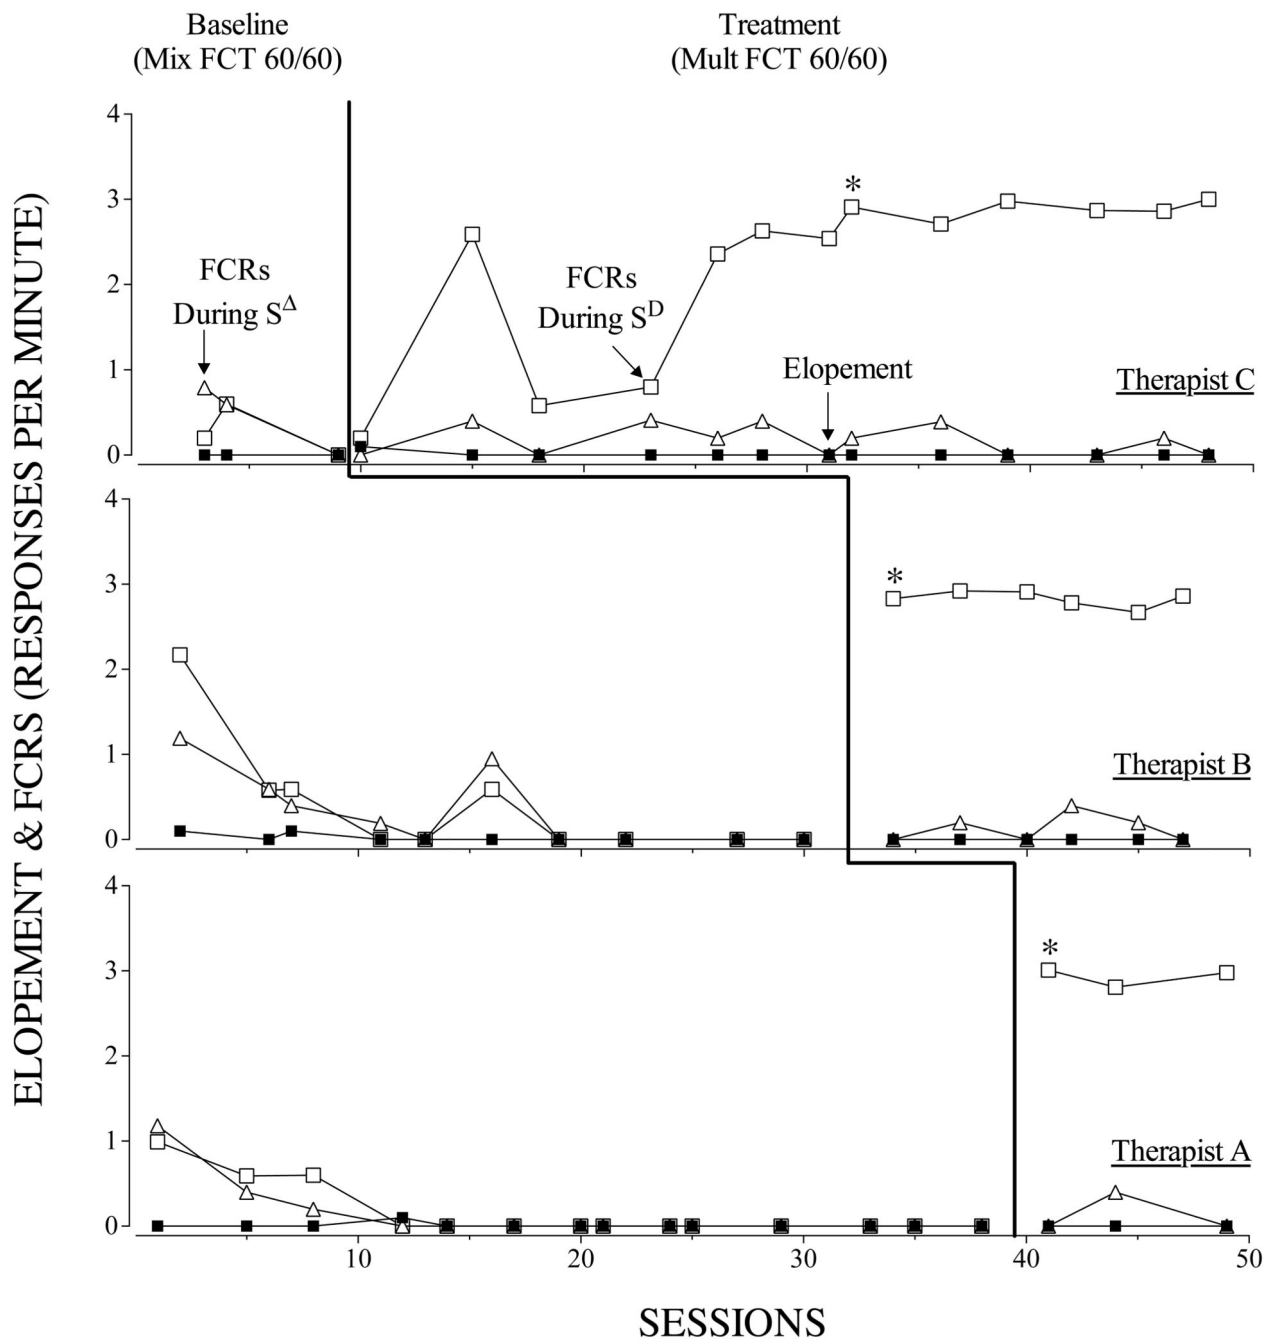 Baseline
(Mix FCT 60/60)
Treatment
(Mult FCT 60/60)
ELOPEMENT & FCRS (RESPONSES PER MINUTE)
4
3
2
1
0
FCRs
During S^Δ
FCRs
During S^D
*
Elopement
Therapist C
4
3
2
1
0
*
Therapist B
4
3
2
1
0
*
Therapist A
10 20 30 40 50
SESSIONS